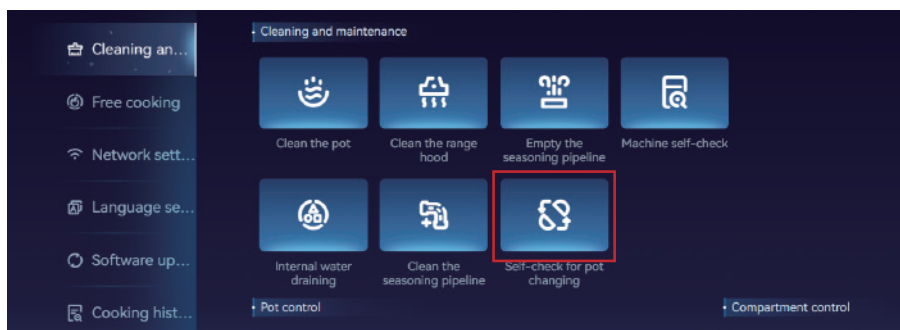 Cleaning an...
Free cooking
Network sett...
Language se...
Software up...
Cooking hist...
Cleaning and maintenance
Clean the pot
Clean the range
hood
Empty the
seasoning pipeline
Machine self-check
Internal water
draining
Clean the
seasoning pipeline
Self-check for pot
changing
Pot control
Compartment control